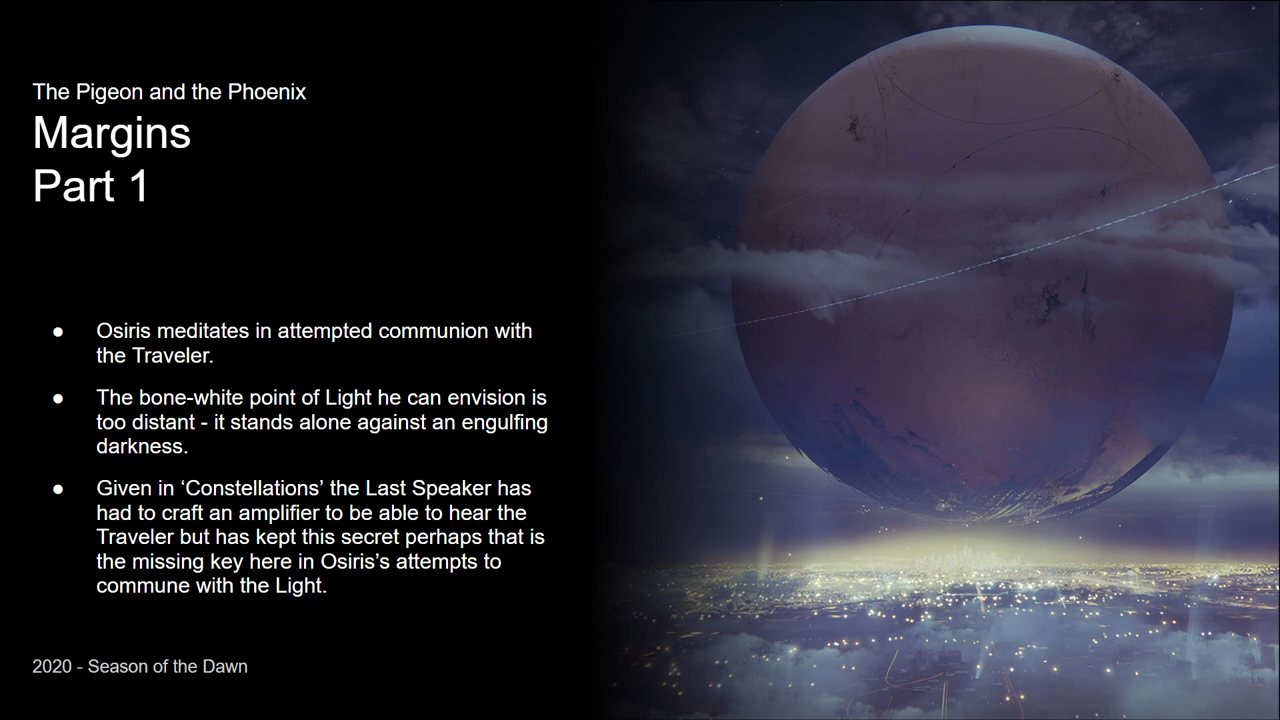 The Pigeon and the Phoenix
Margins
Part 1
● Osiris meditates in attempted communion with
the Traveler.
● The bone-white point of Light he can envision is
too distant - it stands alone against an engulfing
darkness.
● Given in ‘Constellations’ the Last Speaker has
had to craft an amplifier to be able to hear the
Traveler but has kept this secret perhaps that is
the missing key here in Osiris’s attempts to
commune with the Light.
2020 - Season of the Dawn